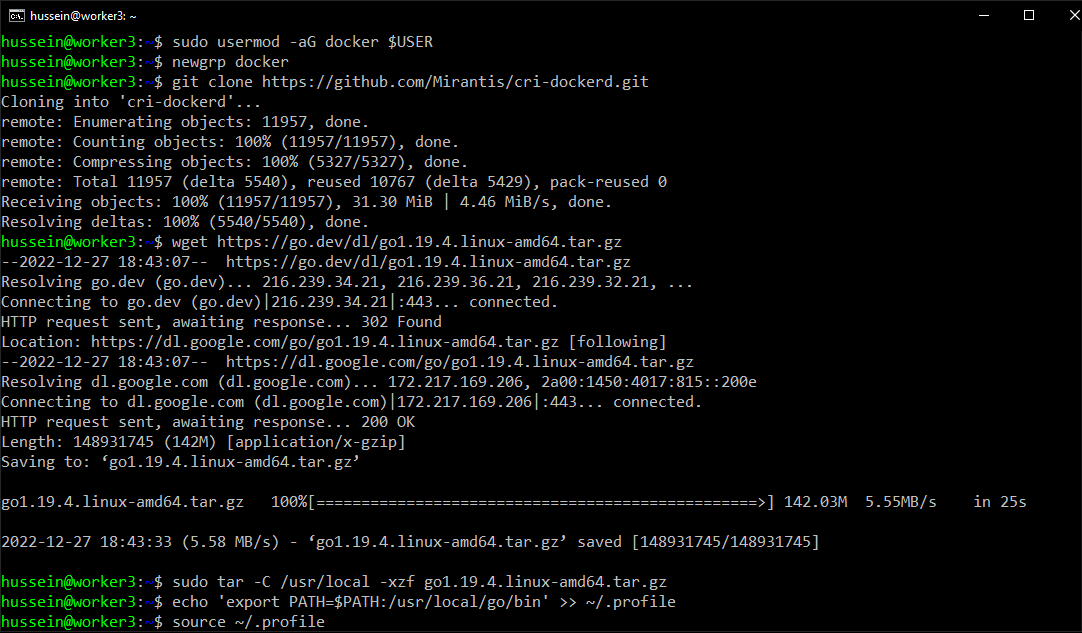 hussein@worker3: ~
hussein@worker3:~$ sudo usermod -aG docker $USER
hussein@worker3:~$ newgrp docker
hussein@worker3:~$ git clone https://github.com/Mirantis/cri-dockerd.git
Cloning into 'cri-dockerd'...
remote: Enumerating objects: 11957, done.
remote: Counting objects: 100% (11957/11957), done.
remote: Compressing objects: 100% (5327/5327), done.
remote: Total 11957 (delta 5540), reused 10767 (delta 5429), pack-reused 0
Receiving objects: 100% (11957/11957), 31.30 MiB | 4.46 MiB/s, done.
Resolving deltas: 100% (5540/5540), done.
hussein@worker3:~$ wget https://go.dev/dl/go1.19.4.linux-amd64.tar.gz
--2022-12-27 18:43:07--  https://go.dev/dl/go1.19.4.linux-amd64.tar.gz
Resolving go.dev (go.dev)... 216.239.34.21, 216.239.36.21, 216.239.32.21, ...
Connecting to go.dev (go.dev)|216.239.34.21|:443... connected.
HTTP request sent, awaiting response... 302 Found
Location: https://dl.google.com/go/go1.19.4.linux-amd64.tar.gz [following]
--2022-12-27 18:43:07--  https://dl.google.com/go/go1.19.4.linux-amd64.tar.gz
Resolving dl.google.com (dl.google.com)... 172.217.169.206, 2a00:1450:4017:815::200e
Connecting to dl.google.com (dl.google.com)|172.217.169.206|:443... connected.
HTTP request sent, awaiting response... 200 OK
Length: 148931745 (142M) [application/x-gzip]
Saving to: ‘go1.19.4.linux-amd64.tar.gz’
go1.19.4.linux-amd64.tar.gz   100%[=================================================>] 142.03M  5.55MB/s    in 25s
2022-12-27 18:43:33 (5.58 MB/s) - ‘go1.19.4.linux-amd64.tar.gz’ saved [148931745/148931745]
hussein@worker3:~$ sudo tar -C /usr/local -xzf go1.19.4.linux-amd64.tar.gz
hussein@worker3:~$ echo 'export PATH=$PATH:/usr/local/go/bin' >> ~/.profile
hussein@worker3:~$ source ~/.profile